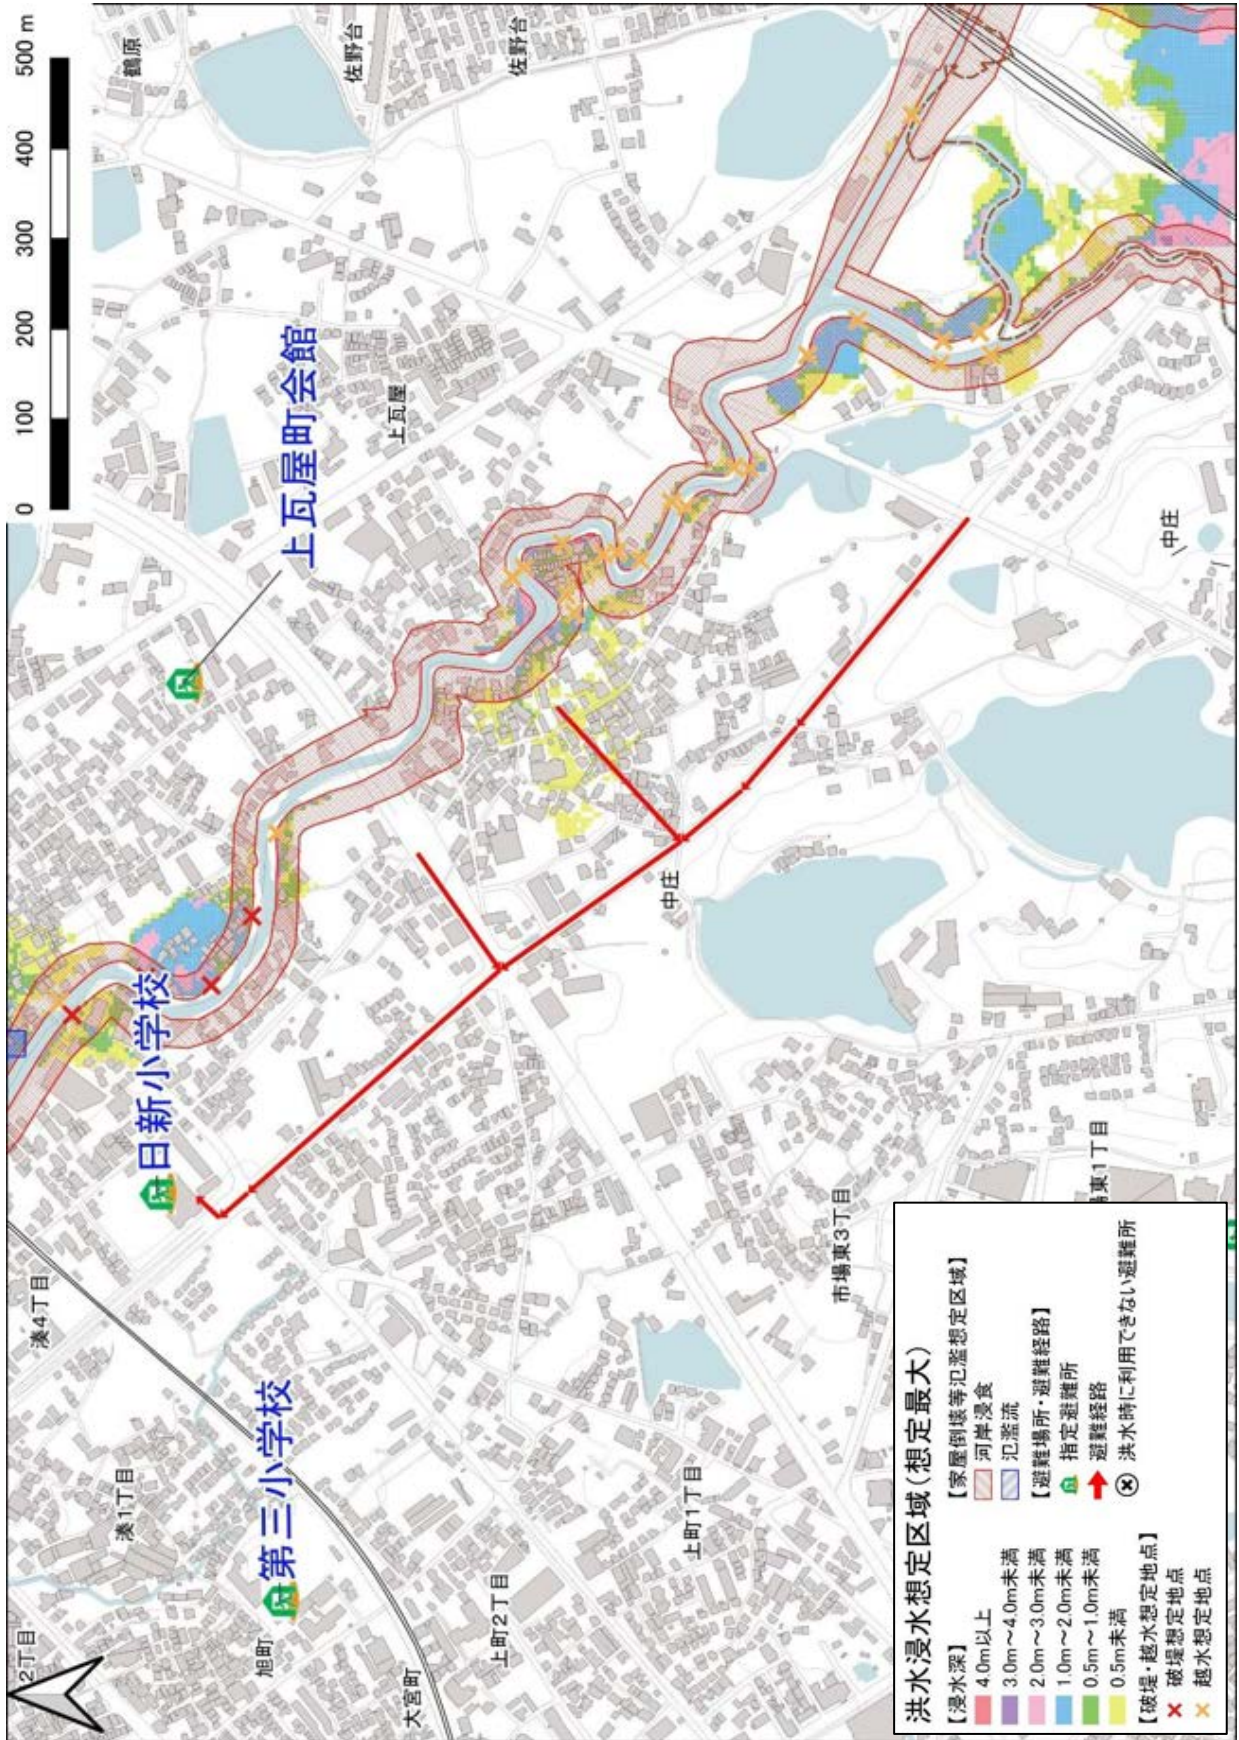 2丁目
湊4丁目
日新小学校
鶴原
0 100 200 300 400 500 m
湊1丁目
旭町
第三小学校
上瓦屋町会館
佐野台
佐野台
大宮町
上瓦屋
上町2丁目
上町1丁目
市場東3丁目
中庄
中庄
東1丁目
洪水浸水想定区域(想定最大)
【浸水深】
4.0m以上
3.0m～4.0m未満
2.0m～3.0m未満
1.0m～2.0m未満
0.5m～1.0m未満
0.5m未満
【破堤・越水想定地点】
破堤想定地点
越水想定地点
【家屋倒壊等氾濫想定区域】
河岸浸食
氾濫流
【避難場所・避難経路】
指定避難所
避難経路
洪水時に利用できない避難所